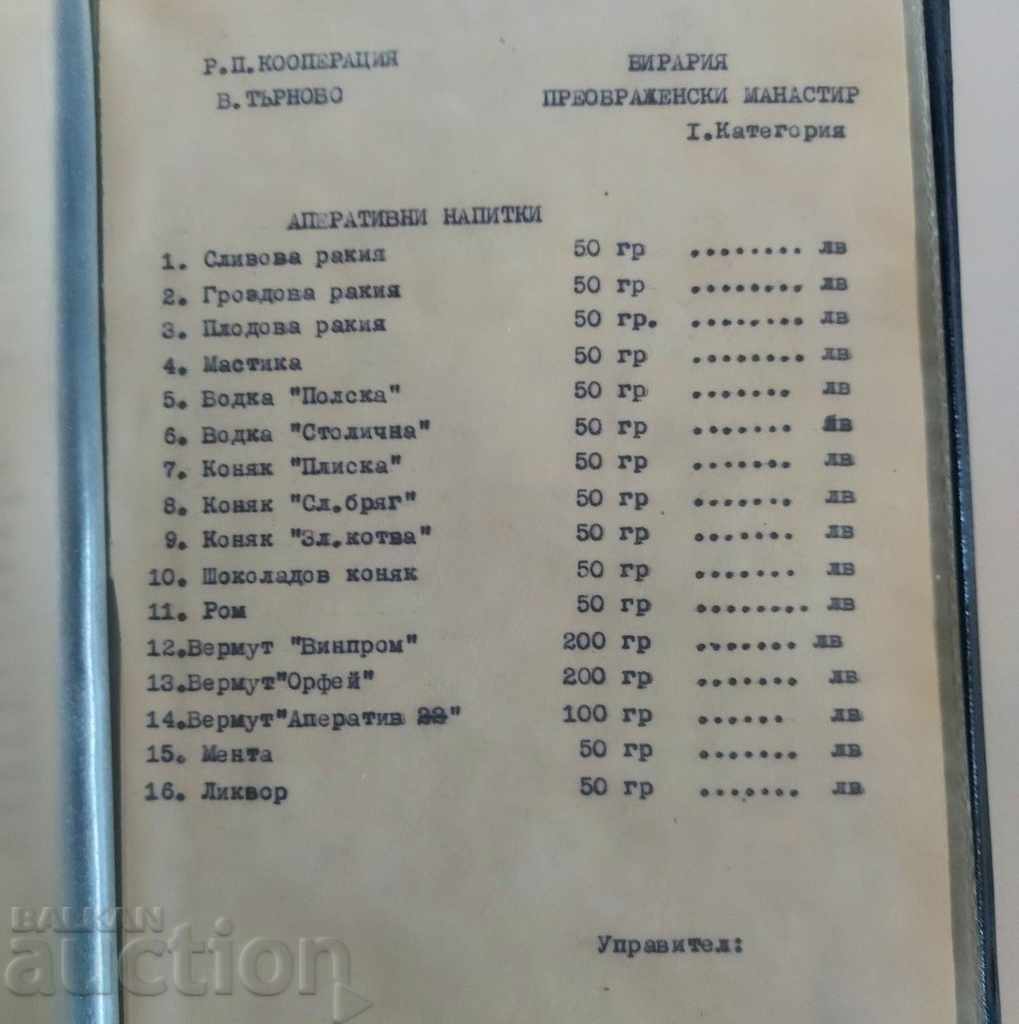 Р.П.КООПЕРАЦИЯ БИРАРИЯ
В.ТЪРНОВО ПРЕОБРАЖЕНСКИ МАНАСТИР
I.Категория
АПЕРАТИВНИ НАПИТКИ
1. Сливова ракия 50 гр ........ лв
2. Гроздова ракия 50 гр ........ лв
3. Плодова ракия 50 гр. ........ лв
4. Мастика 50 гр ........ лв
5. Водка "Полска" 50 гр ....... лв
6. Водка "Столична" 50 гр ....... лв
7. Коняк "Плиска" 50 гр ....... лв
8. Коняк "Сл.бряг" 50 гр ....... лв
9. Коняк "Зл.котва" 50 гр ....... лв
10. Шоколадов коняк 50 гр ....... лв
11. Ром 50 гр ........ лв
12.Вермут "Винпром" 200 гр ....... лв
13.Вермут"Орфей" 200 гр ....... лв
14.Вермут"Аператив " 100 гр ...... лв
15. Мента 50 гр ....... лв
16. Ликвор 50 гр ....... лв
Управител:
BALKAN
auction